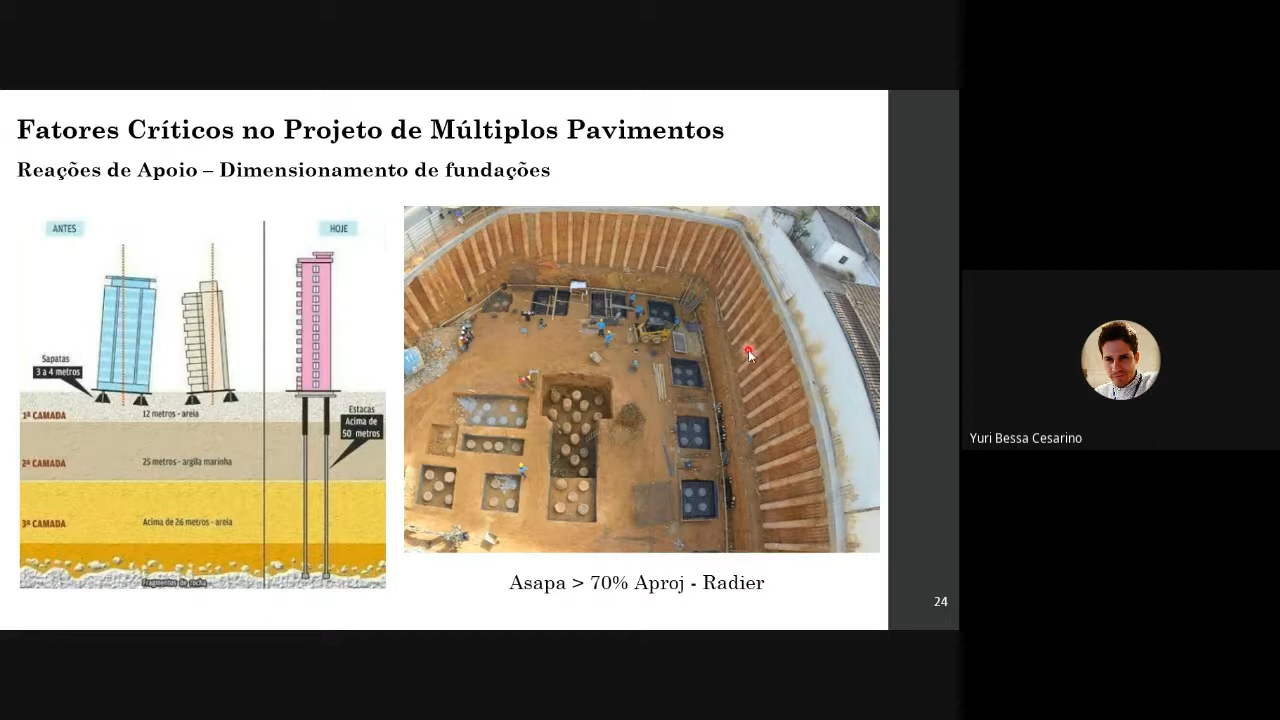 Fatores Críticos no Projeto de Múltiplos Pavimentos
Reações de Apoio – Dimensionamento de fundações
ANTES
HOJE
Sapatas
3 a 4 metros
Estacas
Acima de
50 metros
1ª CAMADA
12 metros - areia
2ª CAMADA
25 metros - argila marinha
3ª CAMADA
Acima de 26 metros - areia
Fragmentos de rocha
Asapa > 70% Aproj - Radier
24
Yuri Bessa Cesarino